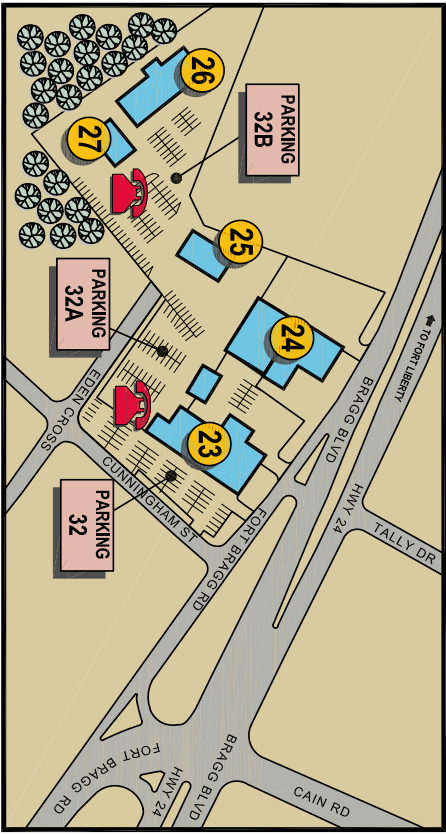 26
27
PARKING
32B
25
PARKING
32A
24
TO FORT LIBERTY
BRAGG BLVD
HWY 24
TALLY DR
23
EDEN CROSS
CUNNINGHAM ST
PARKING
32
FORT BRAGG RD
FORT BRAGG RD
HWY 24
BRAGG BLVD
CAIN RD